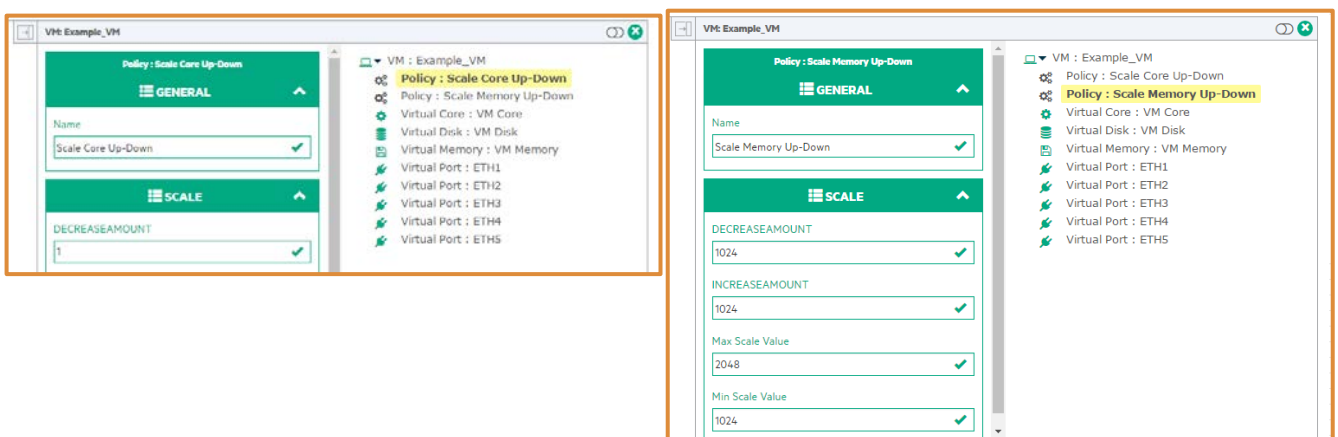 VM: Example_VM
Policy : Scale Core Up-Down
GENERAL
Name
Scale Core Up-Down
SCALE
DECREASEAMOUNT
1
VM : Example_VM
Policy : Scale Core Up-Down
Policy : Scale Memory Up-Down
Virtual Core : VM Core
Virtual Disk : VM Disk
Virtual Memory : VM Memory
Virtual Port : ETH1
Virtual Port : ETH2
Virtual Port : ETH3
Virtual Port : ETH4
Virtual Port : ETH5
VM: Example_VM
Policy : Scale Memory Up-Down
GENERAL
Name
Scale Memory Up-Down
SCALE
DECREASEAMOUNT
1024
INCREASEAMOUNT
1024
Max Scale Value
2048
Min Scale Value
1024
VM : Example_VM
Policy : Scale Core Up-Down
Policy : Scale Memory Up-Down
Virtual Core : VM Core
Virtual Disk : VM Disk
Virtual Memory : VM Memory
Virtual Port : ETH1
Virtual Port : ETH2
Virtual Port : ETH3
Virtual Port : ETH4
Virtual Port : ETH5